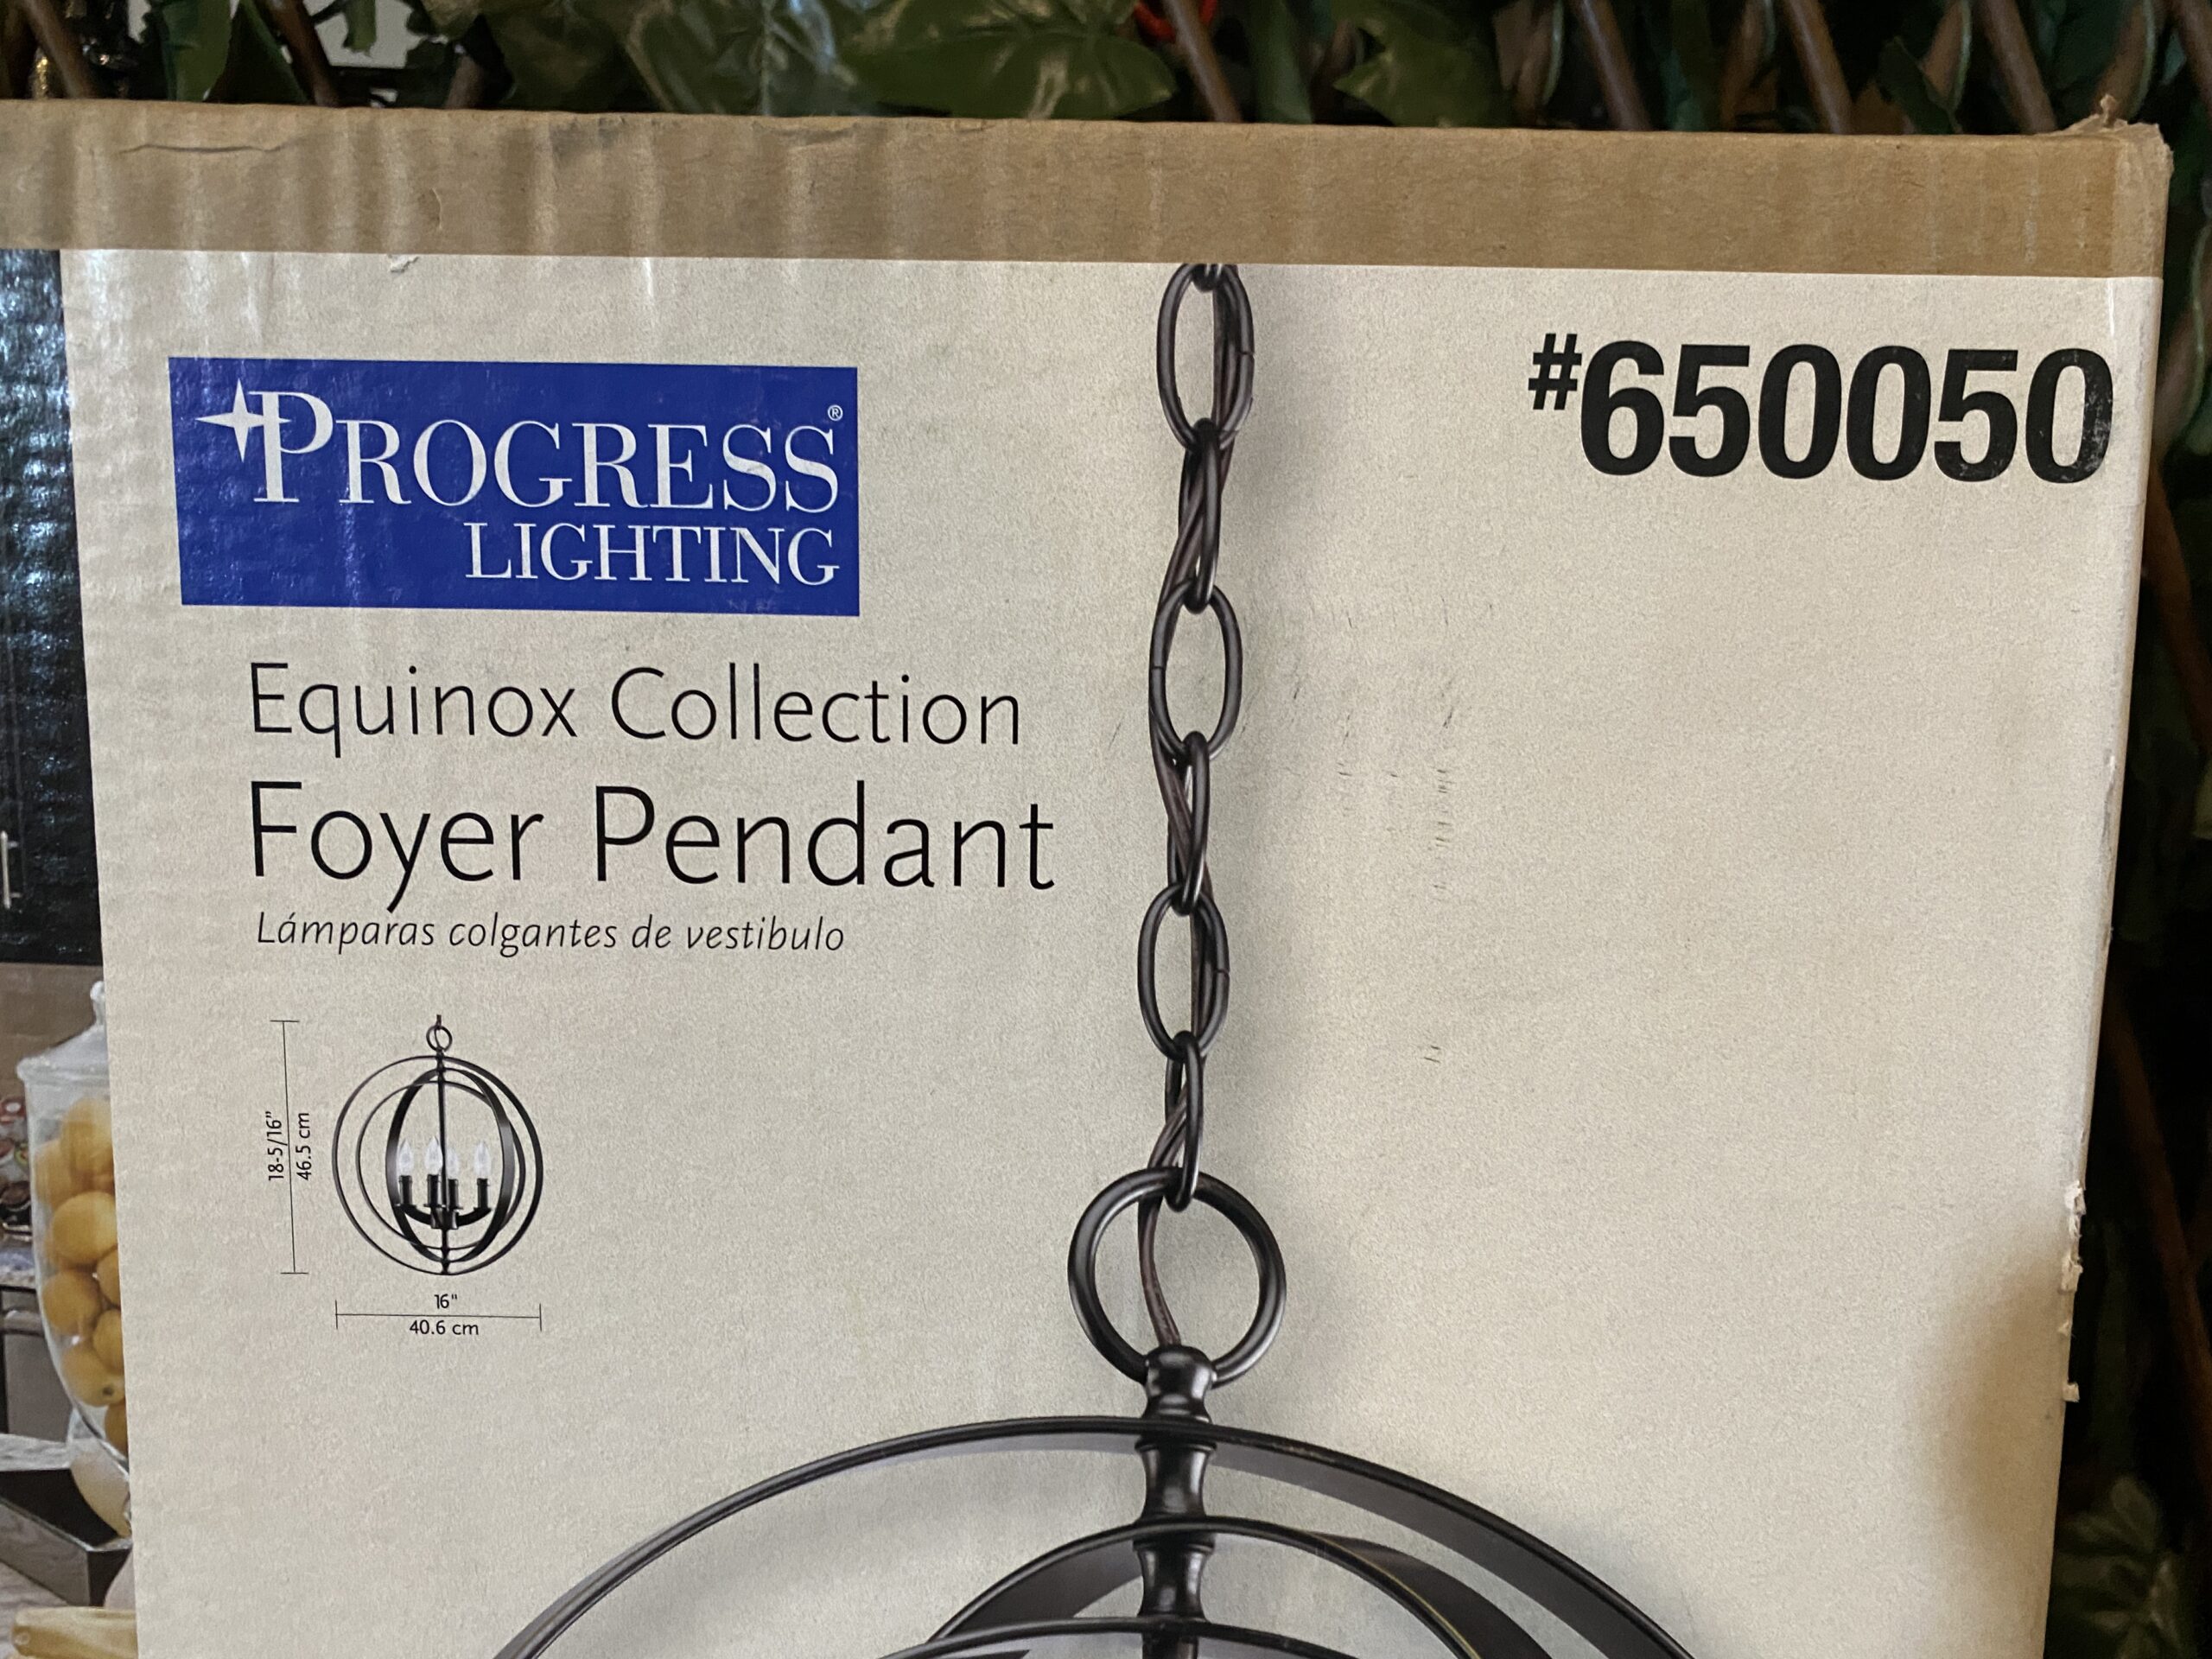 PROGRESS®
LIGHTING
#650050
Equinox Collection
Foyer Pendant
Lámparas colgantes de vestibulo
18-5/16"
46.5 cm
16"
40.6 cm